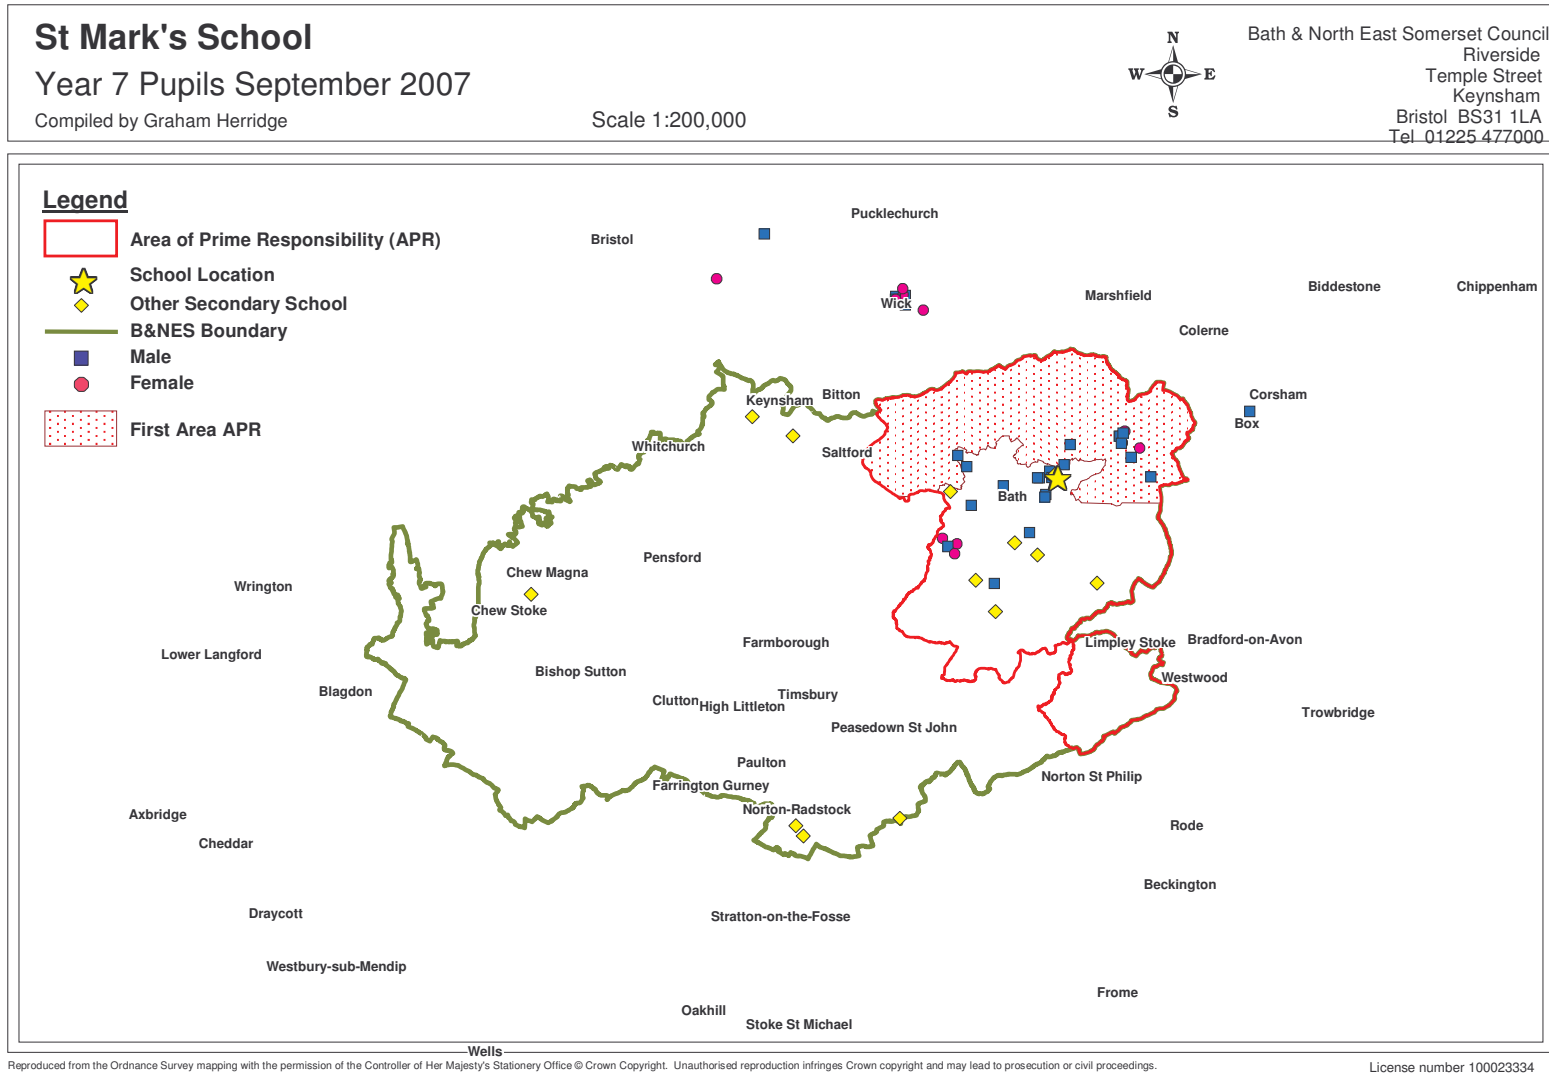 St Mark's School
Year 7 Pupils September 2007
Compiled by Graham Herridge
Scale 1:200,000
N
W
E
S
Bath & North East Somerset Council
Riverside
Temple Street
Keynsham
Bristol BS31 1LA
Tel 01225 477000
Legend
Area of Prime Responsibility (APR)
School Location
Other Secondary School
B&NES Boundary
Male
Female
First Area APR
Pucklechurch
Bristol
Wick
Marshfield
Biddestone
Chippenham
Colerne
Corsham
Box
Bitton
Keynsham
Whitchurch
Saltford
Bath
Pensford
Chew Magna
Chew Stoke
Wrington
Lower Langford
Blagdon
Bishop Sutton
Farmborough
Clutton
High Littleton
Timsbury
Peasedown St John
Limpley Stoke
Bradford-on-Avon
Westwood
Trowbridge
Paulton
Farrington Gurney
Norton-Radstock
Norton St Philip
Axbridge
Cheddar
Rode
Beckington
Draycott
Stratton-on-the-Fosse
Westbury-sub-Mendip
Frome
Oakhill
Stoke St Michael
Wells
Reproduced from the Ordnance Survey mapping with the permission of the Controller of Her Majesty's Stationery Office © Crown Copyright. Unauthorised reproduction infringes Crown copyright and may lead to prosecution or civil proceedings.
License number 100023334